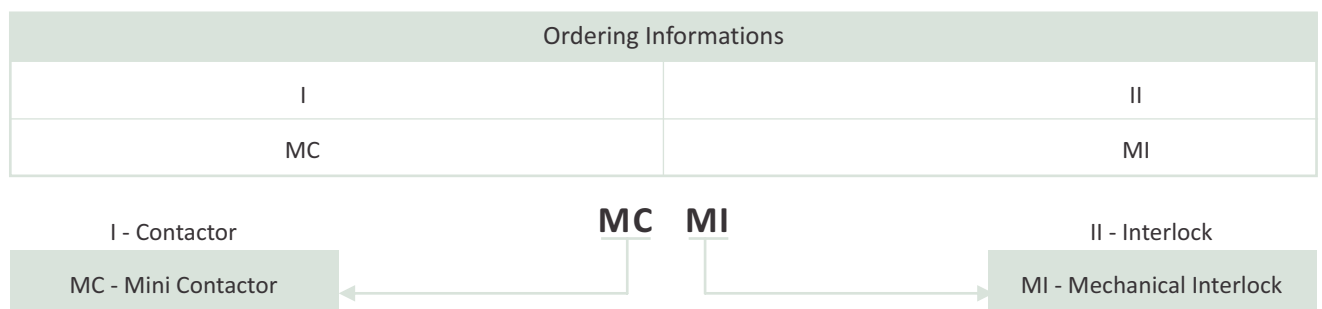 Ordering Informations
I II
MC MI
MC MI
I - Contactor II - Interlock
MC - Mini Contactor MI - Mechanical Interlock